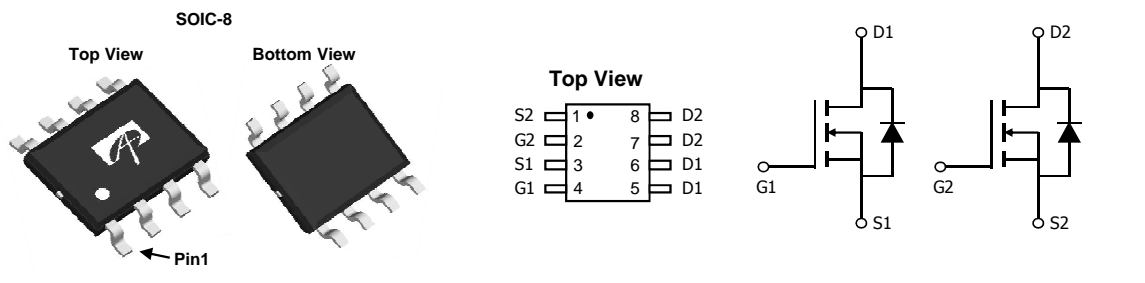 SOIC-8
Top View
Bottom View
Pin1
Top View
S2 1 8 D2
G2 2 7 D2
S1 3 6 D1
G1 4 5 D1
D1
G1
S1
D2
G2
S2